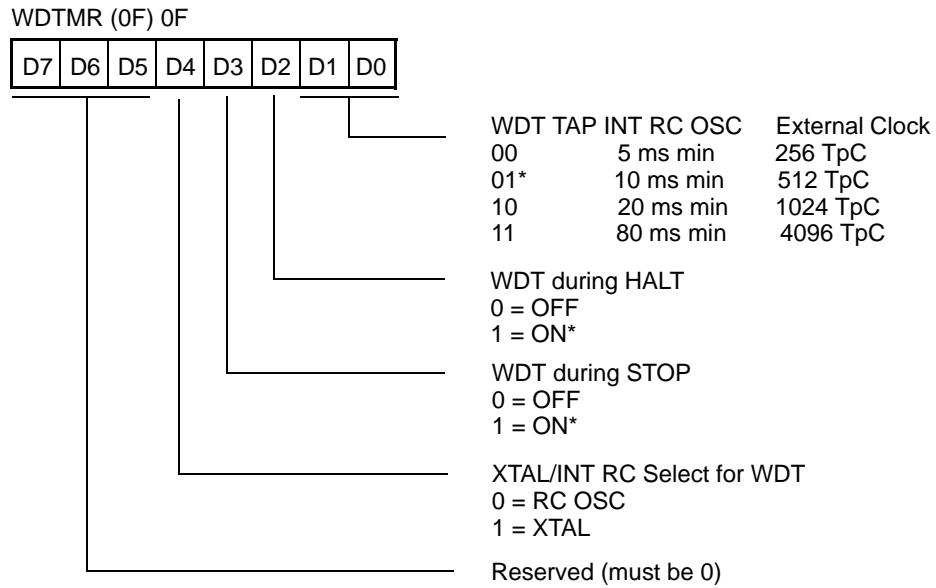 WDTMR (0F) 0F
D7 D6 D5 D4 D3 D2 D1 D0
WDT TAP INT RC OSC External Clock
00 5 ms min 256 TpC
01* 10 ms min 512 TpC
10 20 ms min 1024 TpC
11 80 ms min 4096 TpC
WDT during HALT
0 = OFF
1 = ON*
WDT during STOP
0 = OFF
1 = ON*
XTAL/INT RC Select for WDT
0 = RC OSC
1 = XTAL
Reserved (must be 0)